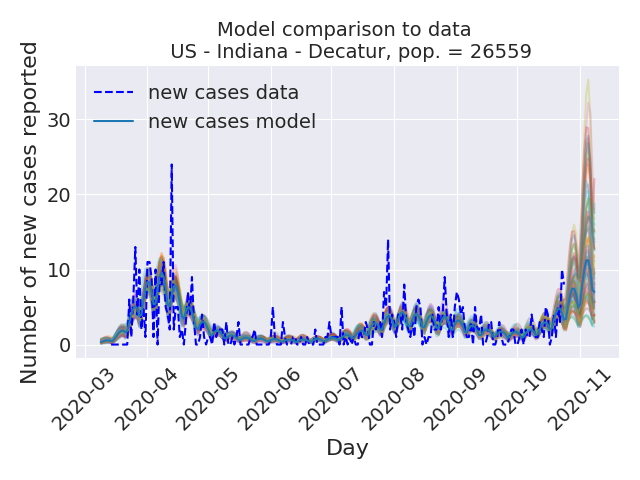 Model comparison to data
US - Indiana - Decatur, pop. = 26559
Number of new cases reported
new cases data
new cases model
30
20
10
0
2020-03
2020-04
2020-05
2020-06
2020-07
2020-08
2020-09
2020-10
2020-11
Day